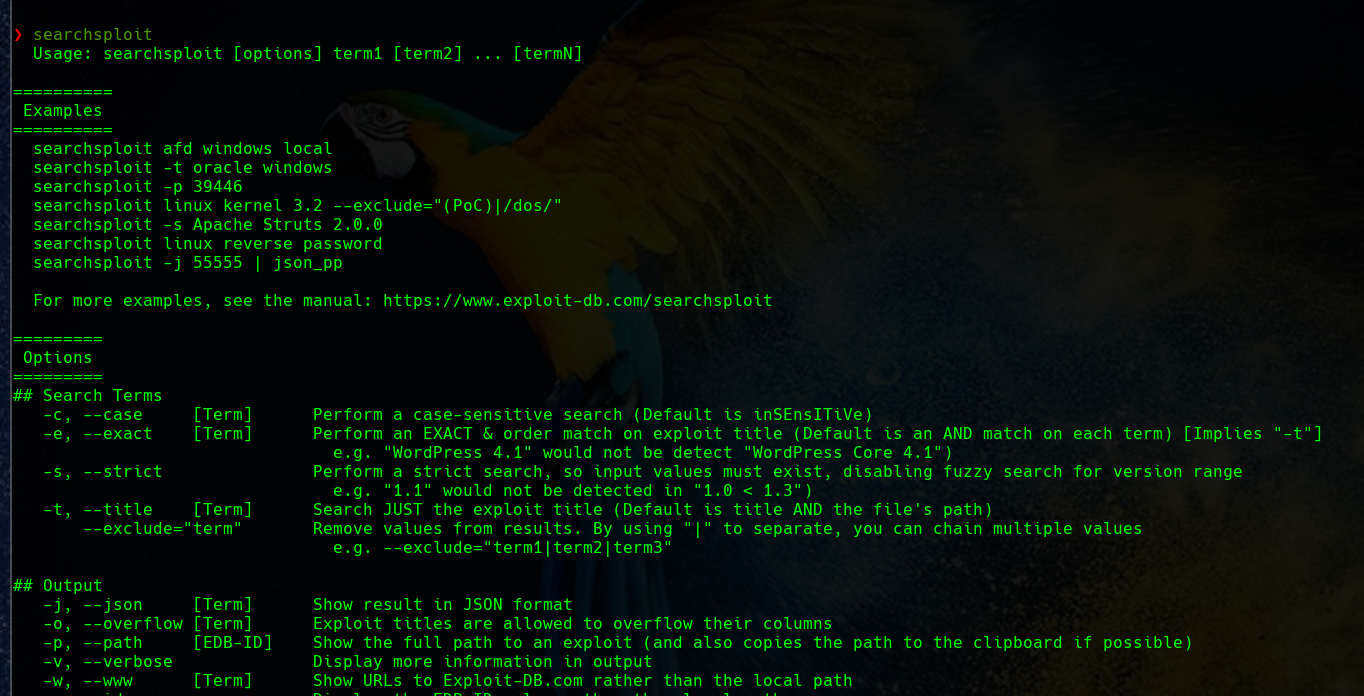 ❯ searchsploit
Usage: searchsploit [options] term1 [term2] ... [termN]
==========
Examples
==========
searchsploit afd windows local
searchsploit -t oracle windows
searchsploit -p 39446
searchsploit linux kernel 3.2 --exclude="(PoC)|/dos/"
searchsploit -s Apache Struts 2.0.0
searchsploit linux reverse password
searchsploit -j 55555 | json_pp
For more examples, see the manual: https://www.exploit-db.com/searchsploit
=========
Options
=========
## Search Terms
-c, --case [Term] Perform a case-sensitive search (Default is inSEnsITiVe)
-e, --exact [Term] Perform an EXACT & order match on exploit title (Default is an AND match on each term) [Implies "-t"]
e.g. "WordPress 4.1" would not be detect "WordPress Core 4.1")
-s, --strict Perform a strict search, so input values must exist, disabling fuzzy search for version range
e.g. "1.1" would not be detected in "1.0 < 1.3")
-t, --title [Term] Search JUST the exploit title (Default is title AND the file's path)
--exclude="term" Remove values from results. By using "|" to separate, you can chain multiple values
e.g. --exclude="term1|term2|term3"
## Output
-j, --json [Term] Show result in JSON format
-o, --overflow [Term] Exploit titles are allowed to overflow their columns
-p, --path [EDB-ID] Show the full path to an exploit (and also copies the path to the clipboard if possible)
-v, --verbose Display more information in output
-w, --www [Term] Show URLs to Exploit-DB.com rather than the local path